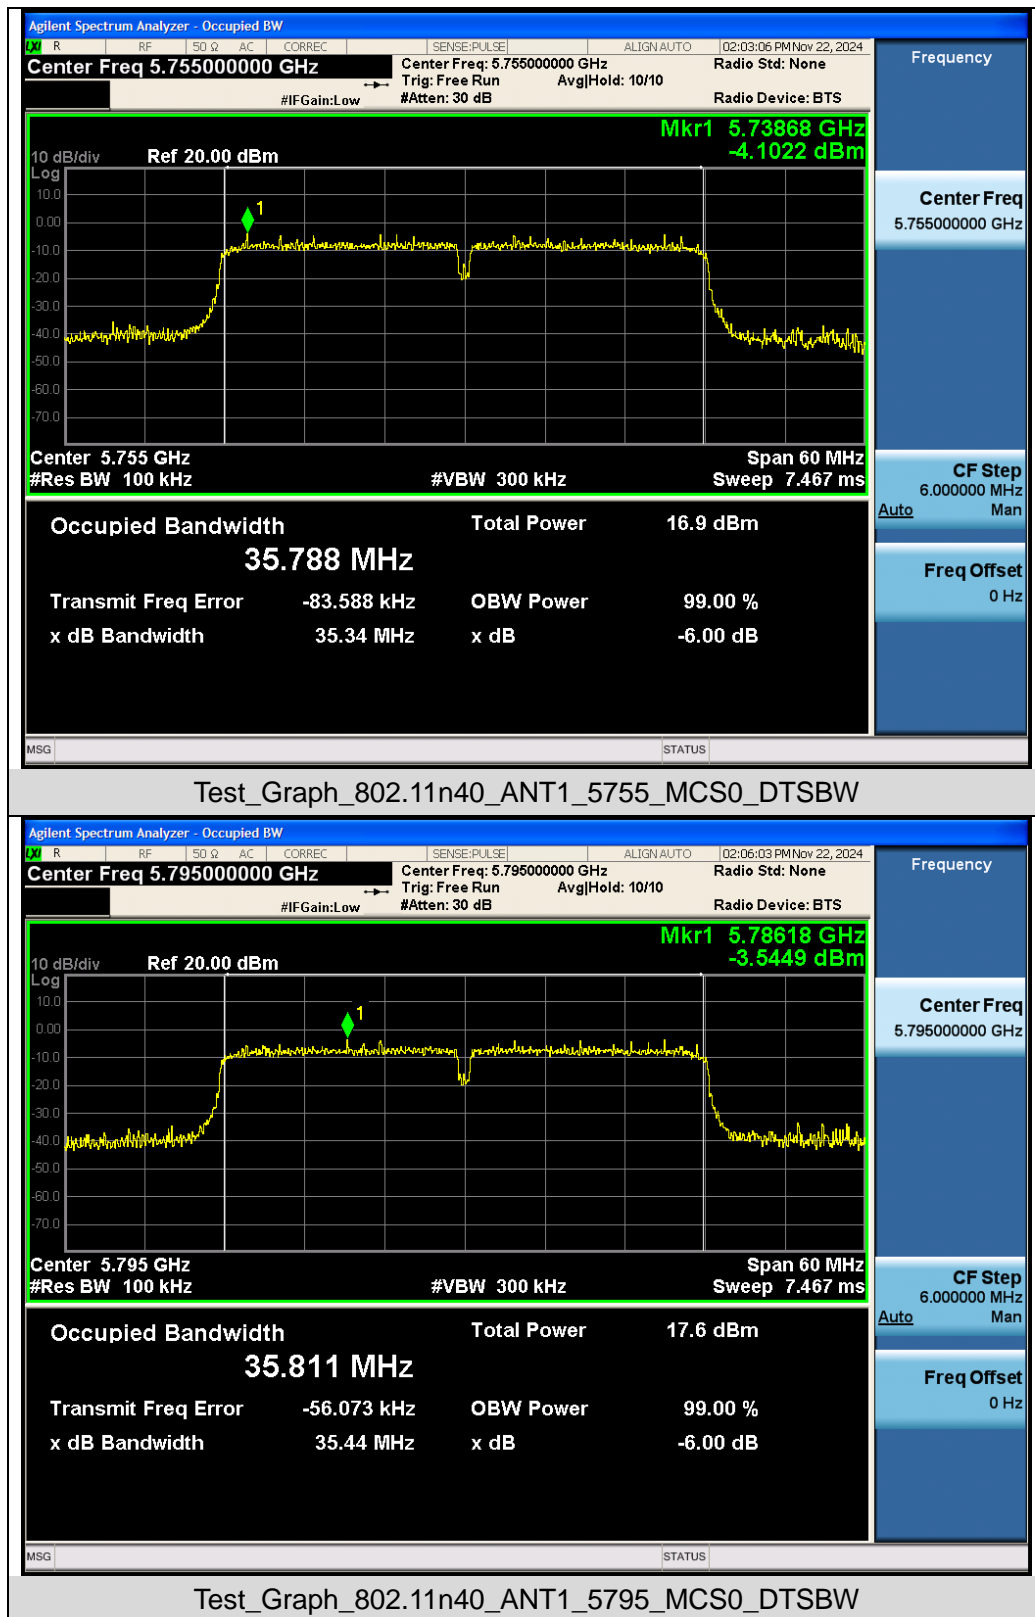 Agilent Spectrum Analyzer - Occupied BW
LXI R RF 50 Ω AC CORREC SENSE:PULSE ALIGN AUTO 02:03:06 PM Nov 22, 2024
Center Freq 5.755000000 GHz
Center Freq: 5.755000000 GHz
Radio Std: None
Trig: Free Run Avg|Hold: 10/10
#IFGain:Low #Atten: 30 dB Radio Device: BTS
Frequency
Mkr1 5.73868 GHz
-4.1022 dBm
10 dB/div Ref 20.00 dBm
Log
10.0
0.00
-10.0
-20.0
-30.0
-40.0
-50.0
-60.0
-70.0
1
Center Freq
5.755000000 GHz
Center 5.755 GHz Span 60 MHz
#Res BW 100 kHz #VBW 300 kHz Sweep 7.467 ms
CF Step
6.000000 MHz
Auto Man
Occupied Bandwidth Total Power 16.9 dBm
35.788 MHz
Freq Offset
0 Hz
Transmit Freq Error -83.588 kHz OBW Power 99.00 %
x dB Bandwidth 35.34 MHz x dB -6.00 dB
MSG STATUS
Test_Graph_802.11n40_ANT1_5755_MCS0_DTSBW
Agilent Spectrum Analyzer - Occupied BW
LXI R RF 50 Ω AC CORREC SENSE:PULSE ALIGN AUTO 02:06:03 PM Nov 22, 2024
Center Freq 5.795000000 GHz
Center Freq: 5.795000000 GHz
Radio Std: None
Trig: Free Run Avg|Hold: 10/10
#IFGain:Low #Atten: 30 dB Radio Device: BTS
Frequency
Mkr1 5.78618 GHz
-3.5449 dBm
10 dB/div Ref 20.00 dBm
Log
10.0
0.00
-10.0
-20.0
-30.0
-40.0
-50.0
-60.0
-70.0
1
Center Freq
5.795000000 GHz
Center 5.795 GHz Span 60 MHz
#Res BW 100 kHz #VBW 300 kHz Sweep 7.467 ms
CF Step
6.000000 MHz
Auto Man
Occupied Bandwidth Total Power 17.6 dBm
35.811 MHz
Freq Offset
0 Hz
Transmit Freq Error -56.073 kHz OBW Power 99.00 %
x dB Bandwidth 35.44 MHz x dB -6.00 dB
MSG STATUS
Test_Graph_802.11n40_ANT1_5795_MCS0_DTSBW